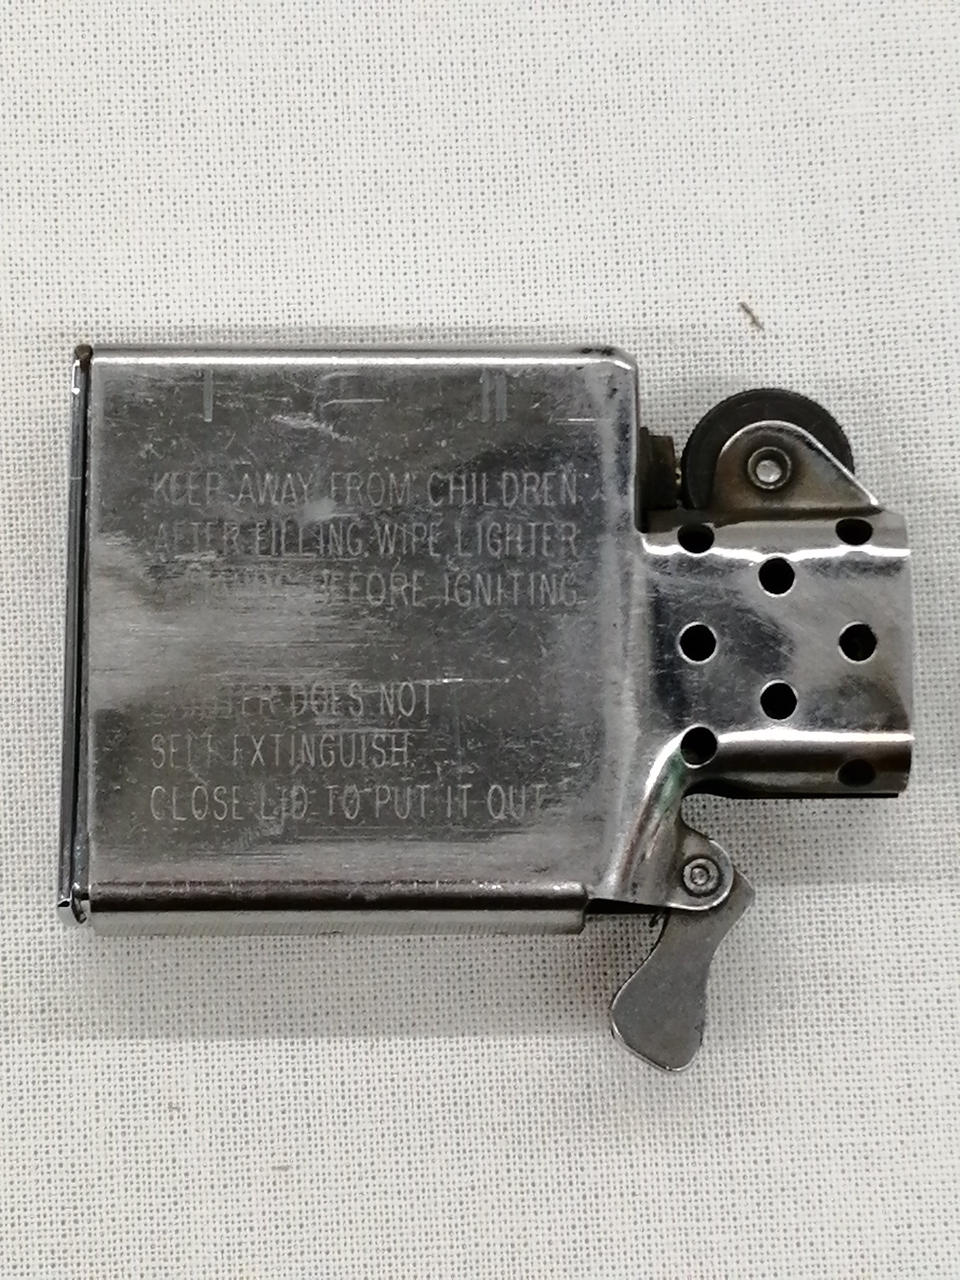 KEEP AWAY FROM CHILDREN.
AFTER FILLING, WIPE LIGHTER
BEFORE IGNITING.
LIGHTER DOES NOT
SELF EXTINGUISH.
CLOSE LID TO PUT IT OUT.